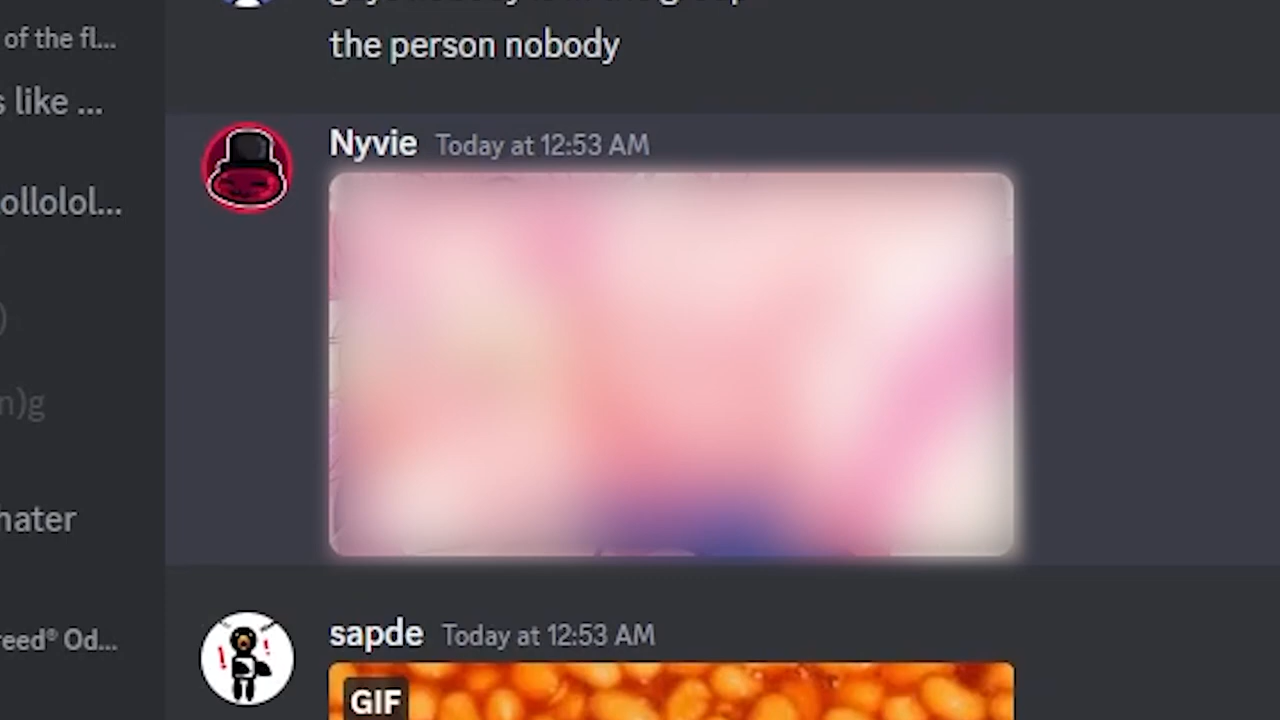 of the fl...
the person nobody
s like ...
Nyvie Today at 12:53 AM
ollolol...
)
n)g
hater
sapde Today at 12:53 AM
reed® Od...
GIF